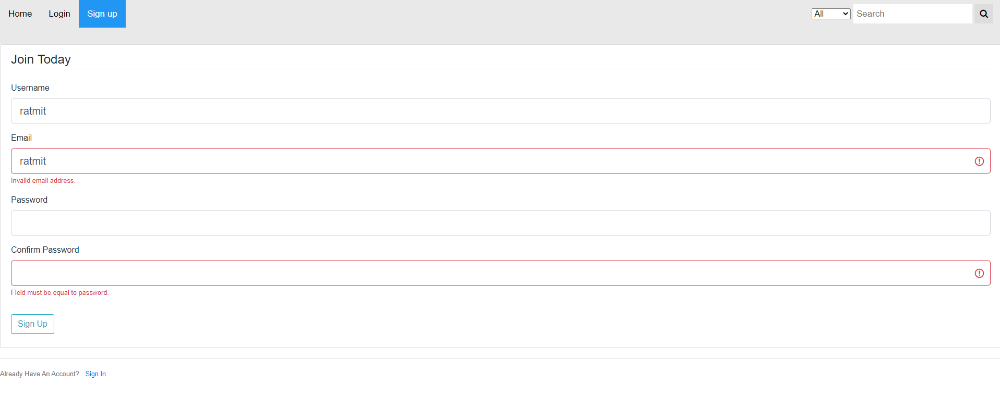 Home Login Sign up All Search
Join Today
Username
ratmit
Email
ratmit
Invalid email address.
Password
Confirm Password
Field must be equal to password.
Sign Up
Already Have An Account? Sign In